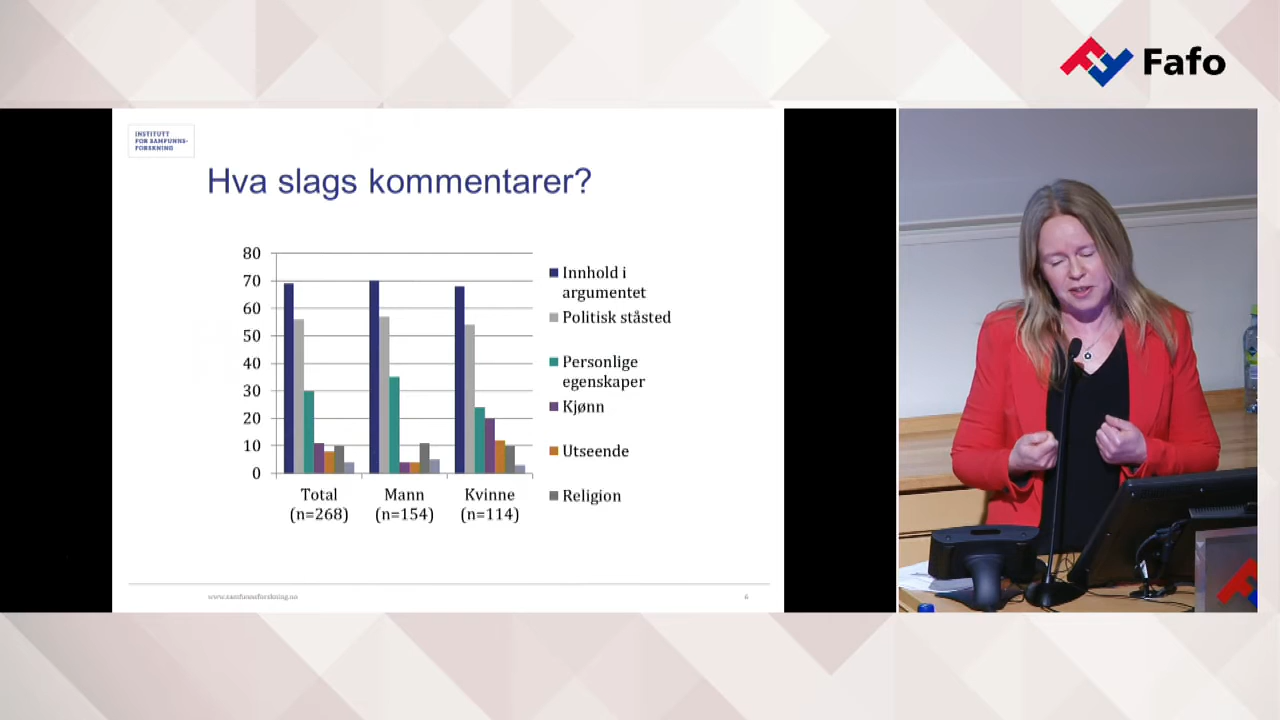 Fafo
INSTITUTT
FOR SAMFUNNS-
FORSKNING
Hva slags kommentarer?
80
70
60
50
40
30
20
10
0
Total
(n=268)
Mann
(n=154)
Kvinne
(n=114)
Innhold i
argumentet
Politisk ståsted
Personlige
egenskaper
Kjønn
Utseende
Religion
www.samfunnsforskning.no
6